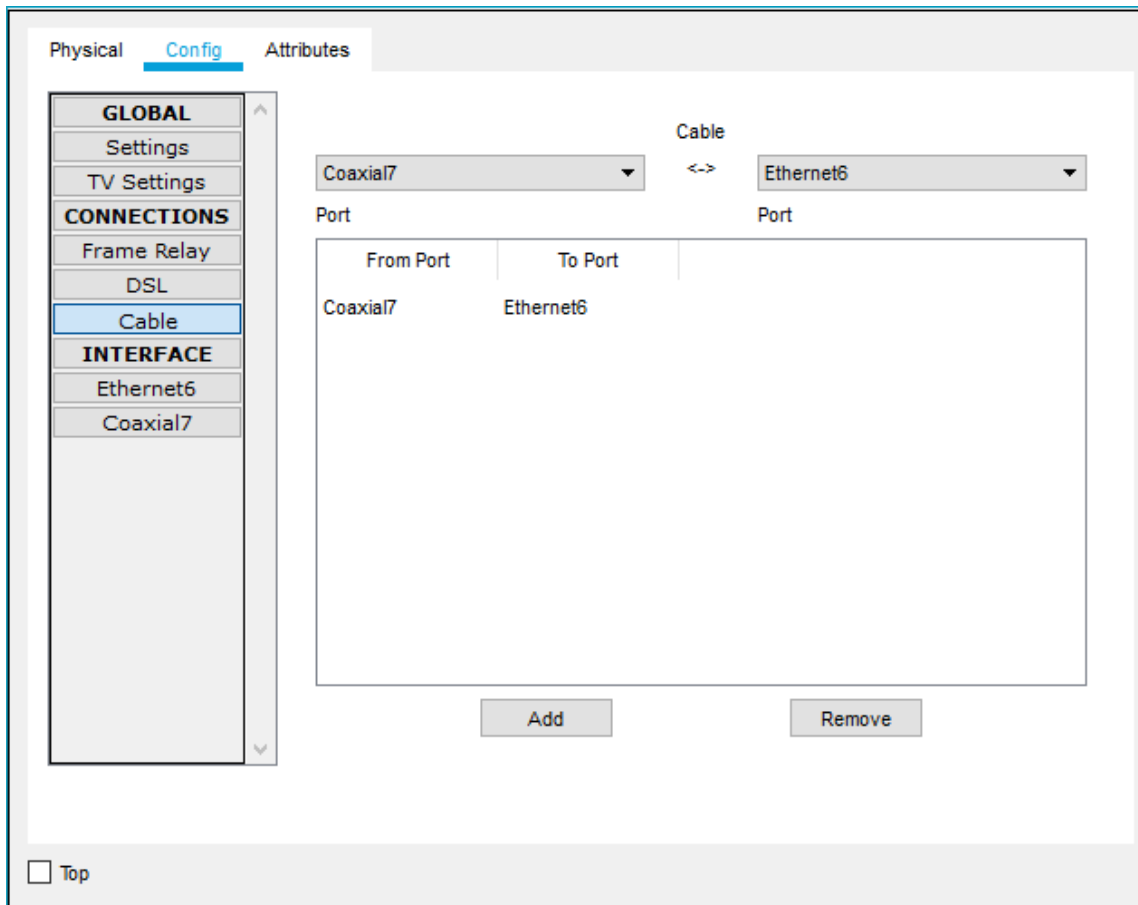 Physical Config Attributes
GLOBAL
Settings
TV Settings
CONNECTIONS
Frame Relay
DSL
Cable
INTERFACE
Ethernet6
Coaxial7
Cable
Coaxial7 <-> Ethernet6
Port Port
From Port To Port
Coaxial7 Ethernet6
Add Remove
Top